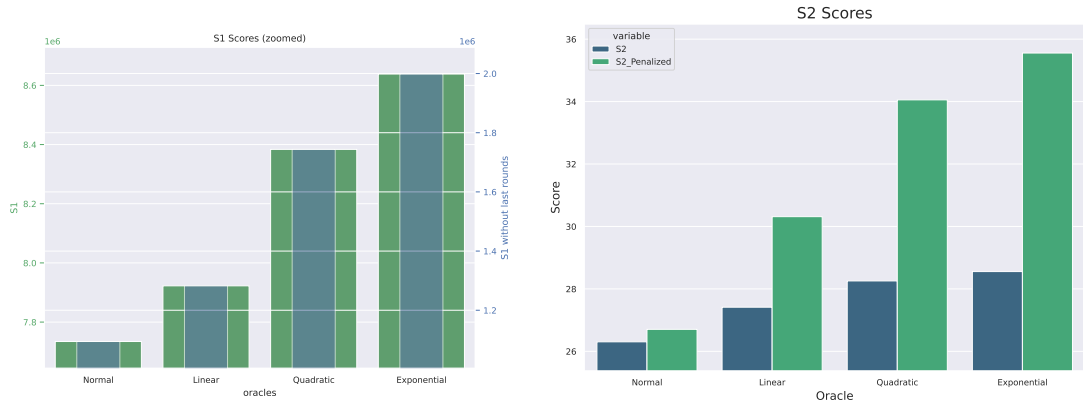 S1 Scores (zoomed)
1e6
1e6
8.6
8.4
8.2
8.0
7.8
S1
2.0
1.8
1.6
1.4
1.2
S1 without last rounds
Normal
Linear
Quadratic
Exponential
oracles
S2 Scores
variable
S2
S2_Penalized
36
34
32
30
28
26
Score
Normal
Linear
Quadratic
Exponential
Oracle